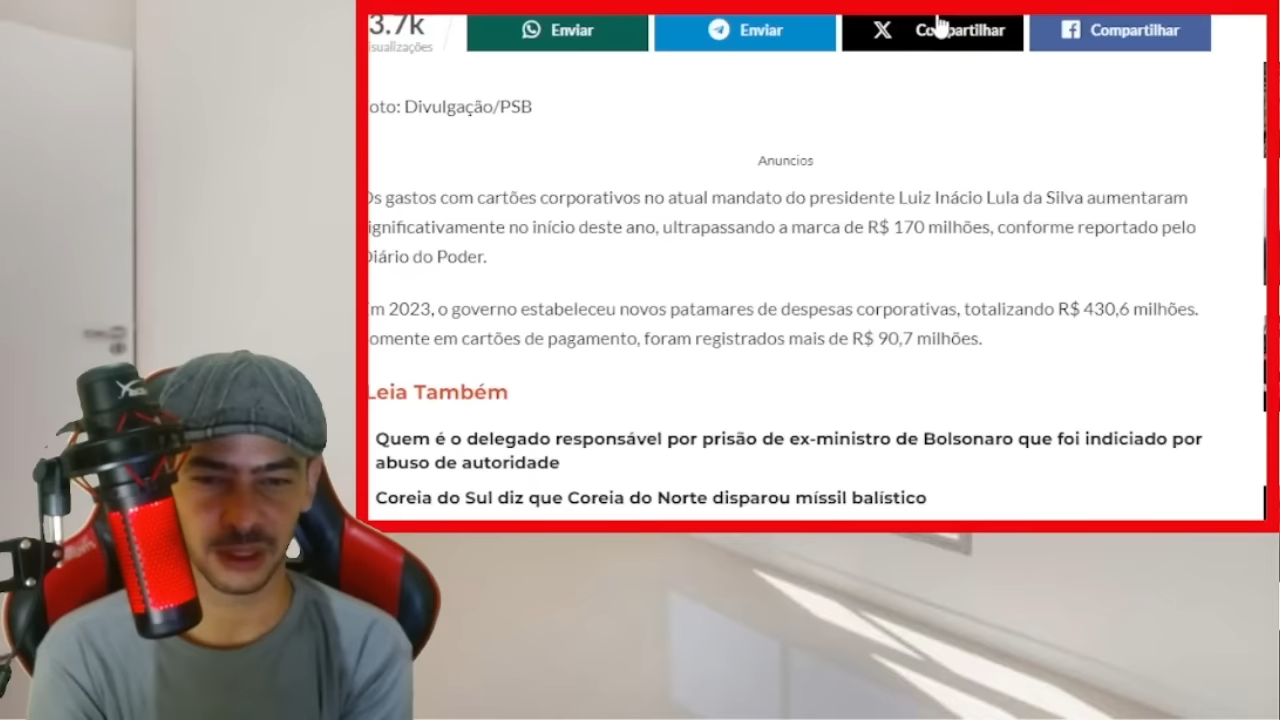 3.7k
sualizações
Enviar
Enviar
Compartilhar
Compartilhar
oto: Divulgação/PSB
Anuncios
Os gastos com cartões corporativos no atual mandato do presidente Luiz Inácio Lula da Silva aumentaram
ignificativamente no início deste ano, ultrapassando a marca de R$ 170 milhões, conforme reportado pelo
Diário do Poder.
Em 2023, o governo estabeleceu novos patamares de despesas corporativas, totalizando R$ 430,6 milhões.
omente em cartões de pagamento, foram registrados mais de R$ 90,7 milhões.
Leia Também
Quem é o delegado responsável por prisão de ex-ministro de Bolsonaro que foi indiciado por
abuso de autoridade
Coreia do Sul diz que Coreia do Norte disparou míssil balístico